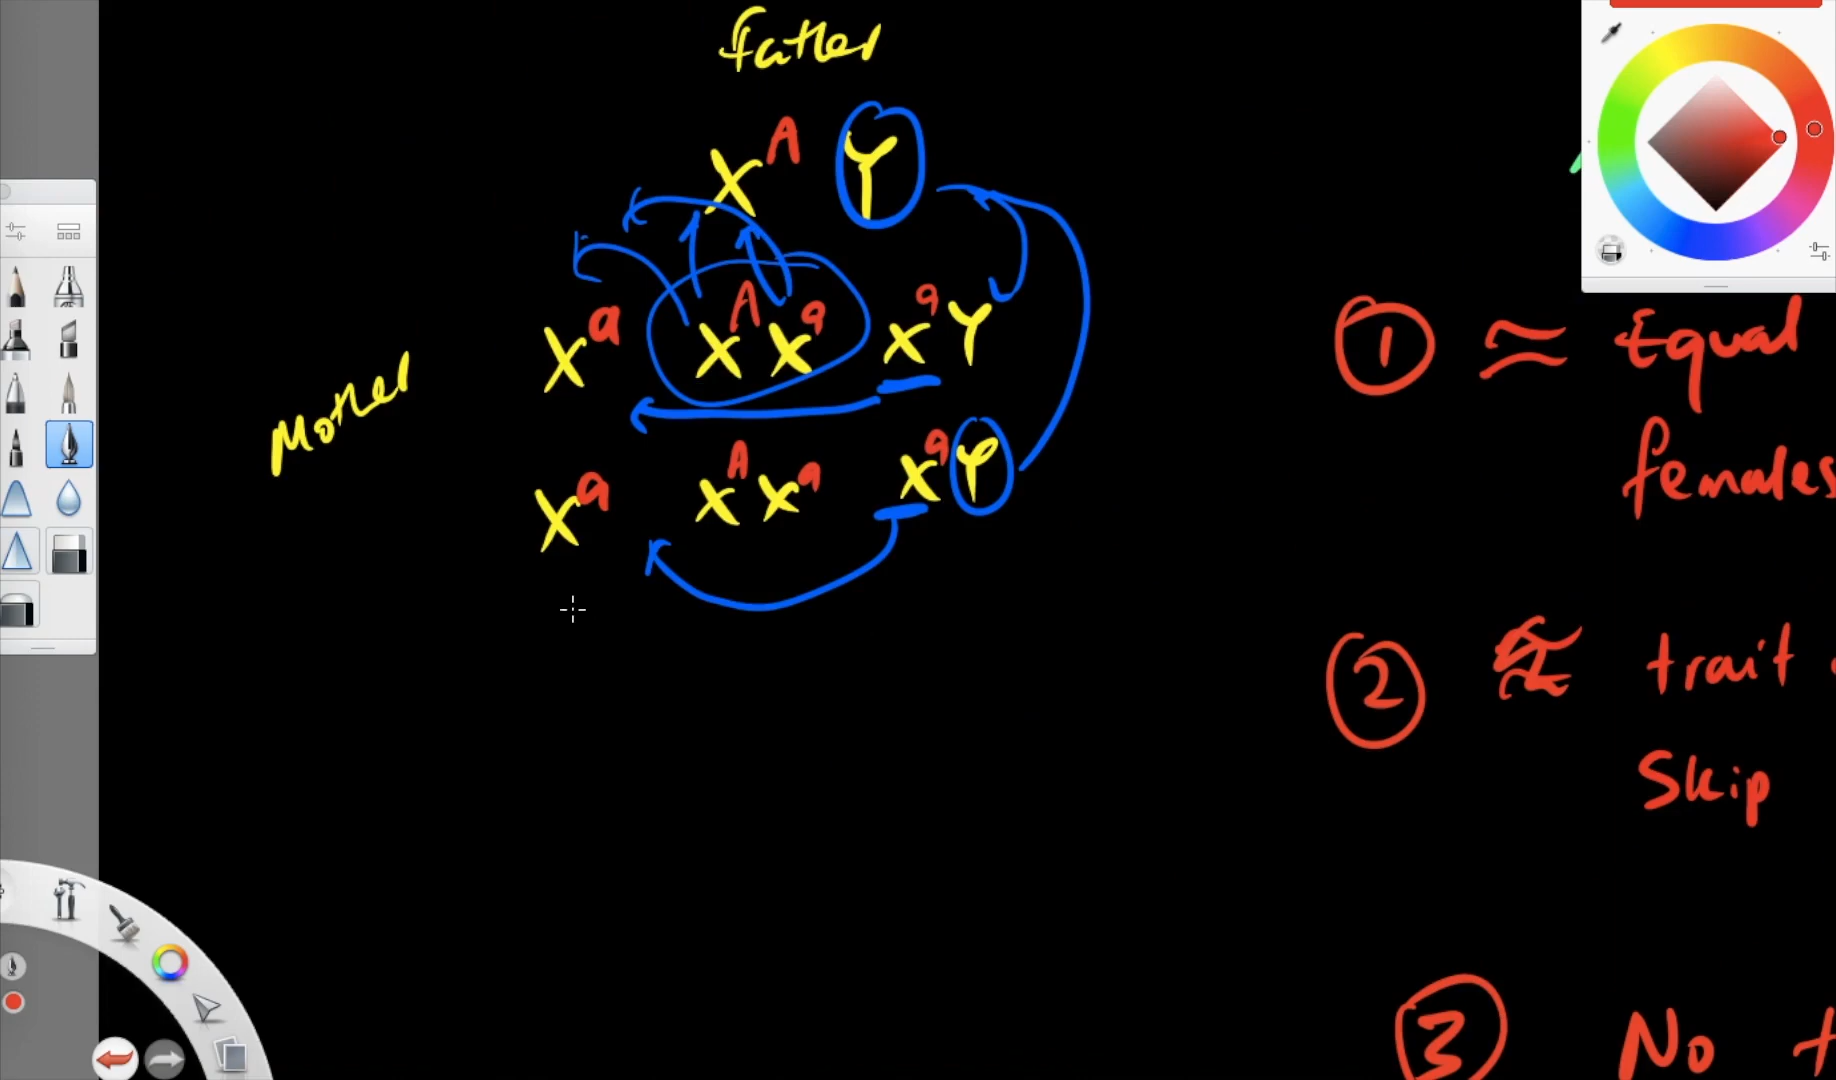 father
X^A Y
X^a X^A X^a X^a Y
Mother
X^a X^A X^a X^a Y
① ≈ Equal
females
② trait
Skip
③ No